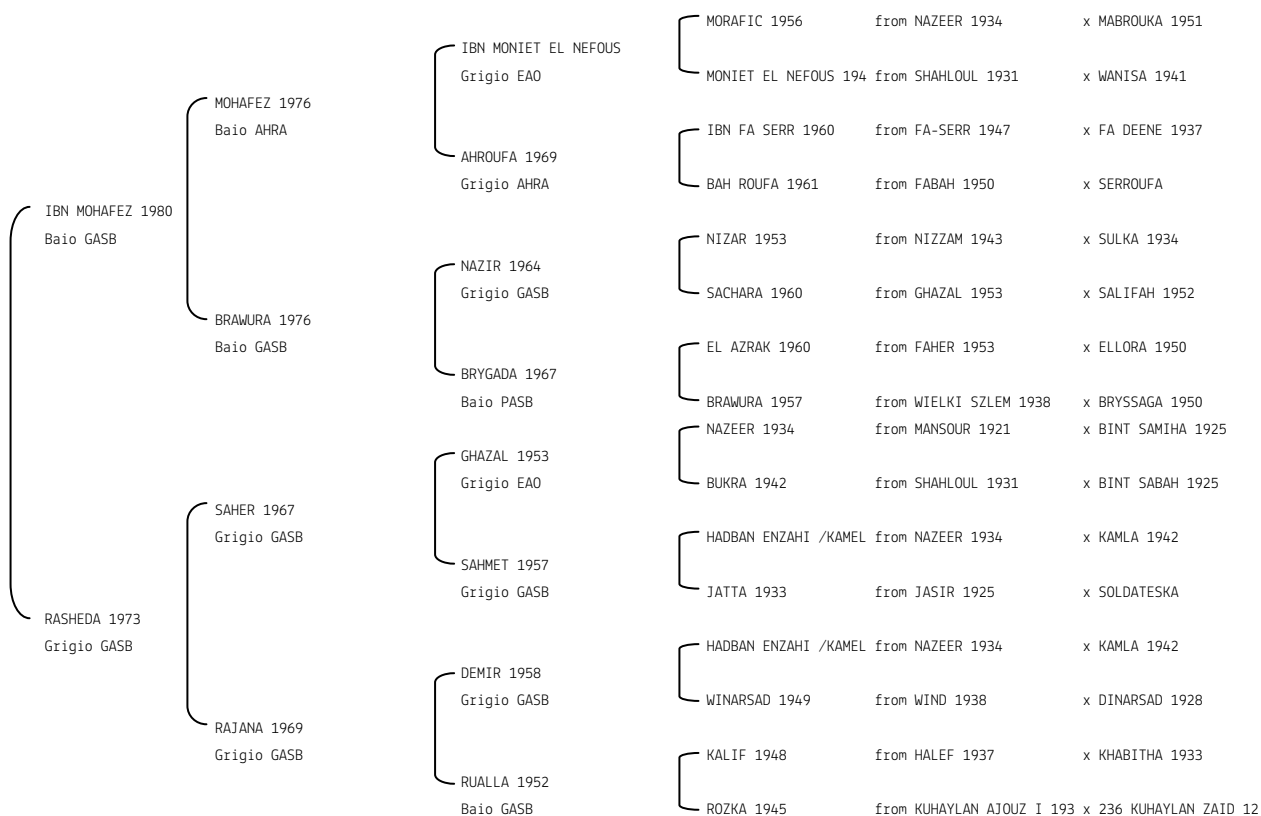 MORAFIC 1956 from NAZEER 1934 x MABROUKA 1951
IBN MONIET EL NEFOUS
Grigio EAO MONIET EL NEFOUS 194 from SHAHLOUL 1931 x WANISA 1941
MOHAFEZ 1976
Baio AHRA IBN FA SERR 1960 from FA-SERR 1947 x FA DEENE 1937
AHROUFA 1969
Grigio AHRA BAH ROUFA 1961 from FABAH 1950 x SERROUFA
IBN MOHAFEZ 1980
Baio GASB NIZAR 1953 from NIZZAM 1943 x SULKA 1934
NAZIR 1964
Grigio GASB SACHARA 1960 from GHAZAL 1953 x SALIFAH 1952
BRAWURA 1976
Baio GASB EL AZRAK 1960 from FAHER 1953 x ELLORA 1950
BRYGADA 1967
Baio PASB BRAWURA 1957 from WIELKI SZLEM 1938 x BRYSSAGA 1950
NAZEER 1934 from MANSOUR 1921 x BINT SAMIHA 1925
GHAZAL 1953
Grigio EAO BUKRA 1942 from SHAHLOUL 1931 x BINT SABAH 1925
SAHER 1967
Grigio GASB HADBAN ENZAHI /KAMEL from NAZEER 1934 x KAMLA 1942
SAHMET 1957
Grigio GASB JATTA 1933 from JASIR 1925 x SOLDATESKA
RASHEDA 1973
Grigio GASB HADBAN ENZAHI /KAMEL from NAZEER 1934 x KAMLA 1942
DEMIR 1958
Grigio GASB WINARSAD 1949 from WIND 1938 x DINARSAD 1928
RAJANA 1969
Grigio GASB KALIF 1948 from HALEF 1937 x KHABITHA 1933
RUALLA 1952
Baio GASB ROZKA 1945 from KUHAYLAN AJOUZ I 193 x 236 KUHAYLAN ZAID 12